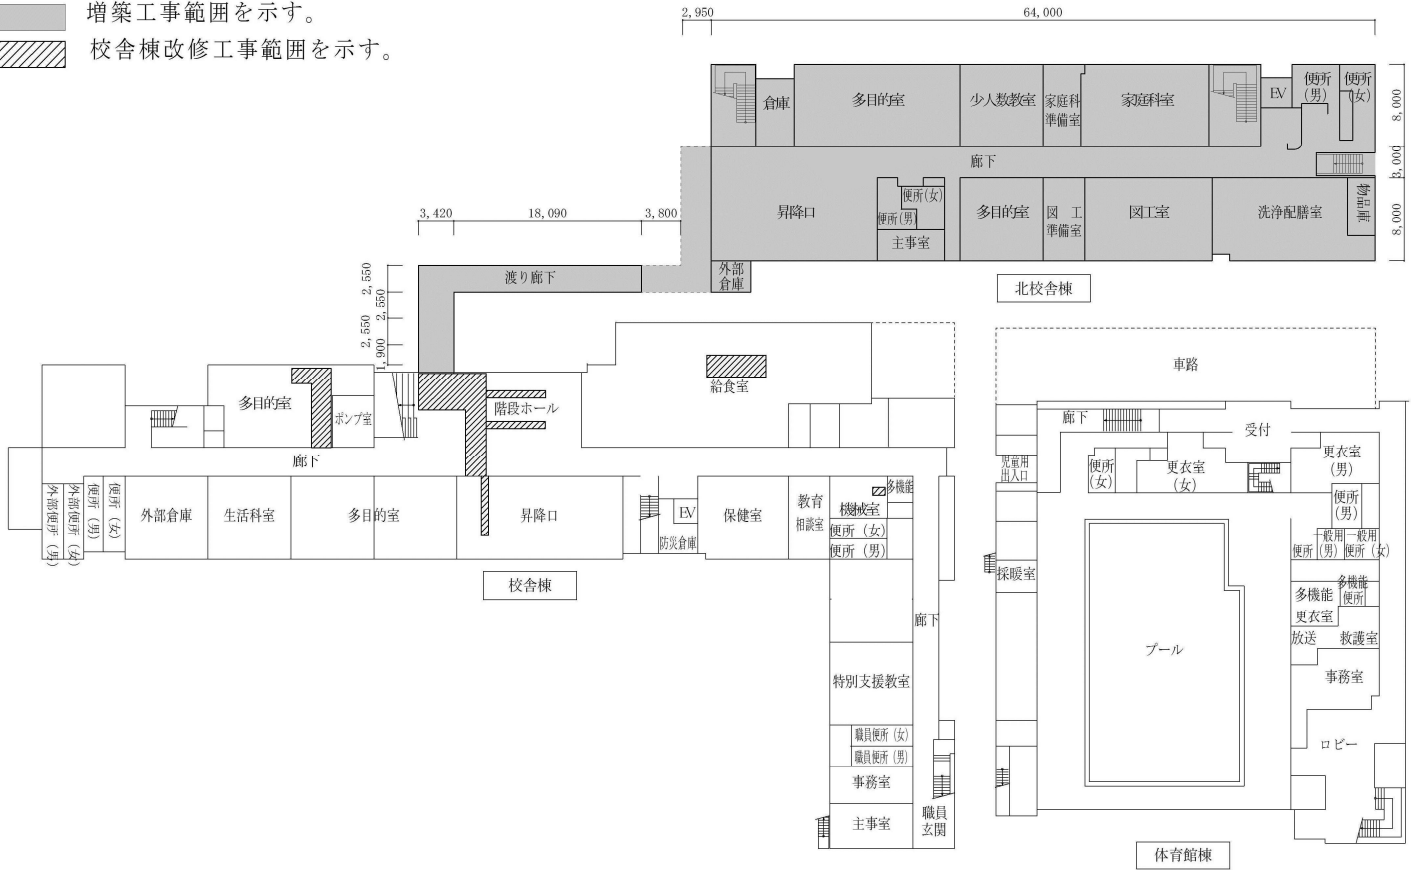 増築工事範囲を示す。
校舎棟改修工事範囲を示す。
2,950
64,000
倉庫
多目的室
少人数教室
家庭科
準備室
家庭科室
EV
便所
(男)
便所
(女)
8,000
廊下
3,000
昇降口
便所(女)
便所(男)
主事室
多目的室
図 工
準備室
図工室
洗浄配膳室
物品庫
8,000
外部
倉庫
北校舎棟
3,420
18,090
3,800
渡り廊下
2,550
2,550
2,550
1,900
多目的室
ポンプ室
階段ホール
給食室
廊下
外部便所(男)
外部便所(女)
便所(男)
便所(女)
外部倉庫
生活科室
多目的室
昇降口
EV
防災倉庫
保健室
教育
相談室
多機能
機械室
便所(女)
便所(男)
校舎棟
廊下
特別支援教室
職員便所(女)
職員便所(男)
事務室
主事室
職員
玄関
車路
廊下
受付
児童用
出入口
便所
(女)
更衣室
(女)
更衣室
(男)
便所
(男)
一般用
便所(男)
一般用
便所(女)
採暖室
多機能
更衣室
多機能
便所
放送
救護室
プール
事務室
ロビー
体育館棟